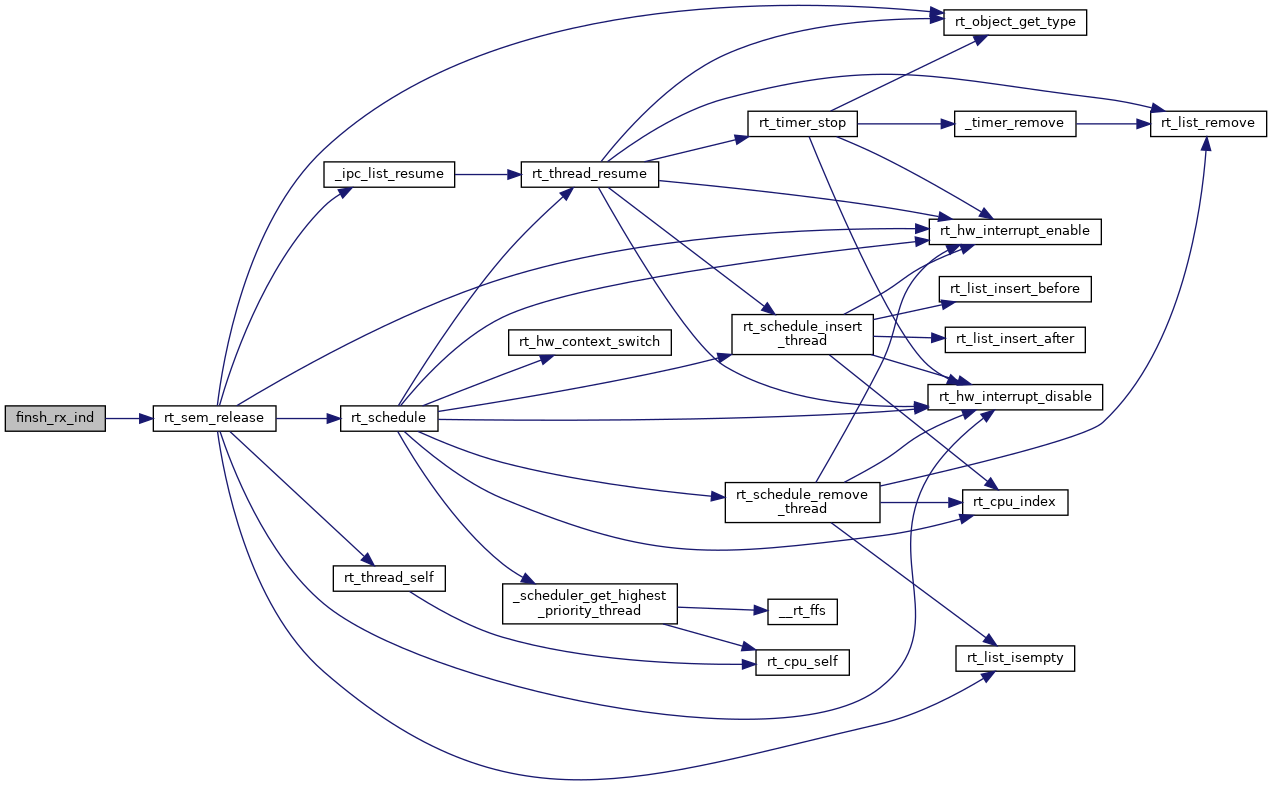 rt_object_get_type
rt_timer_stop
_timer_remove
rt_list_remove
_ipc_list_resume
rt_thread_resume
rt_hw_interrupt_enable
rt_list_insert_before
rt_schedule_insert
_thread
rt_hw_context_switch
rt_list_insert_after
rt_hw_interrupt_disable
finsh_rx_ind
rt_sem_release
rt_schedule
rt_schedule_remove
_thread
rt_cpu_index
rt_thread_self
_scheduler_get_highest
_priority_thread
__rt_ffs
rt_cpu_self
rt_list_isempty